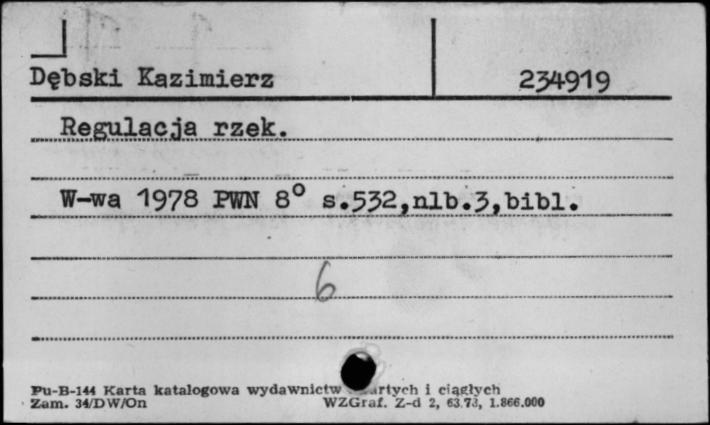 Dębski Kazimierz 234919
Regulacja rzek.
W-wa 1978 PWN 8° s.532,nlb.3,bibl.
6
Pu-B-144 Karta katalogowa wydawnictw i ciągłych
Zam. 34/DW/On WZGraf. Z-d 2, 63.73, 1.866.000